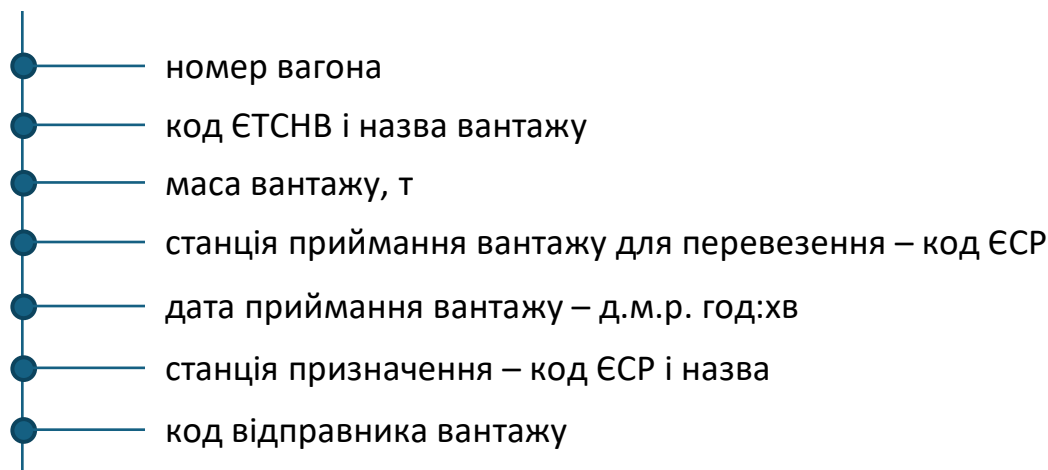 номер вагона
код ЄТСНВ і назва вантажу
маса вантажу, т
станція приймання вантажу для перевезення – код ЄСР
дата приймання вантажу – д.м.р. год:хв
станція призначення – код ЄСР і назва
код відправника вантажу